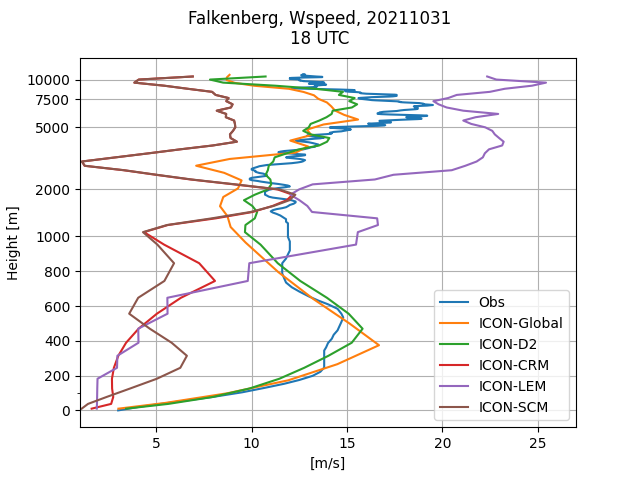 Falkenberg, Wspeed, 20211031
18 UTC
Height [m]
10000
7500
5000
2000
1000
800
600
400
200
0
5
10
15
20
25
[m/s]
Obs
ICON-Global
ICON-D2
ICON-CRM
ICON-LEM
ICON-SCM